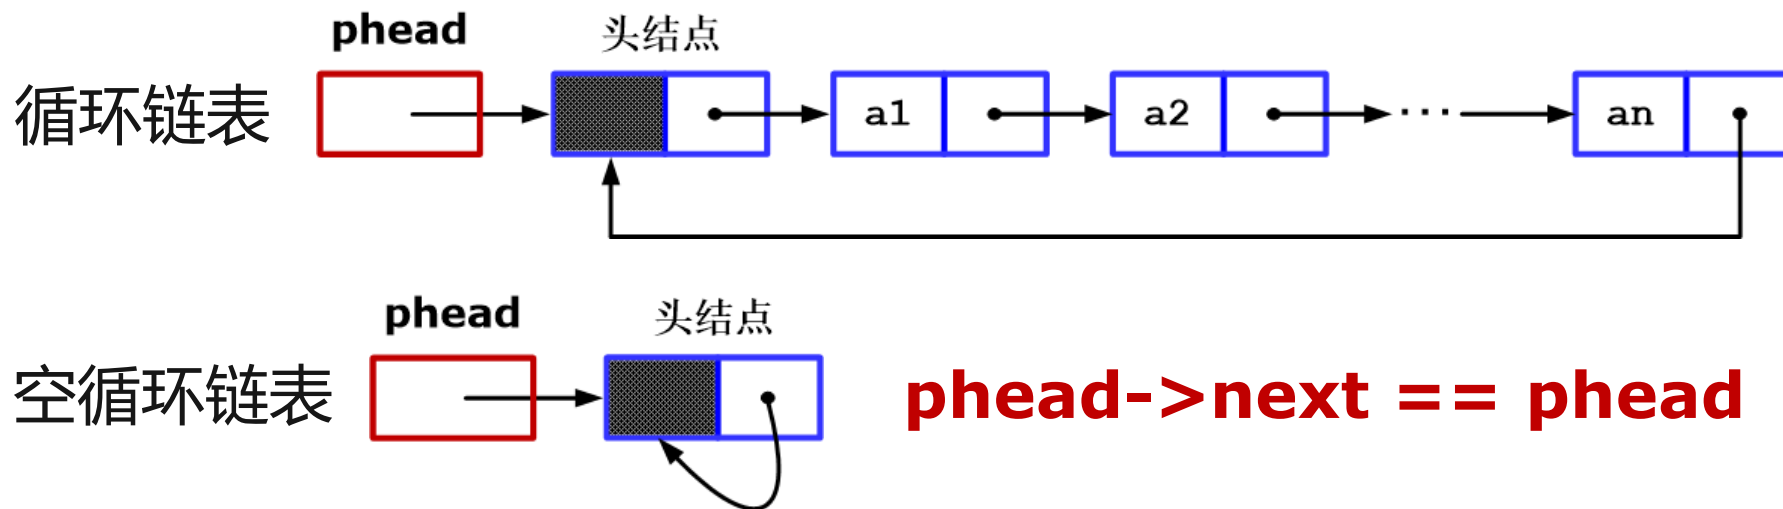 phead 头结点
循环链表 a1 a2 ··· an
phead 头结点
空循环链表 phead->next == phead